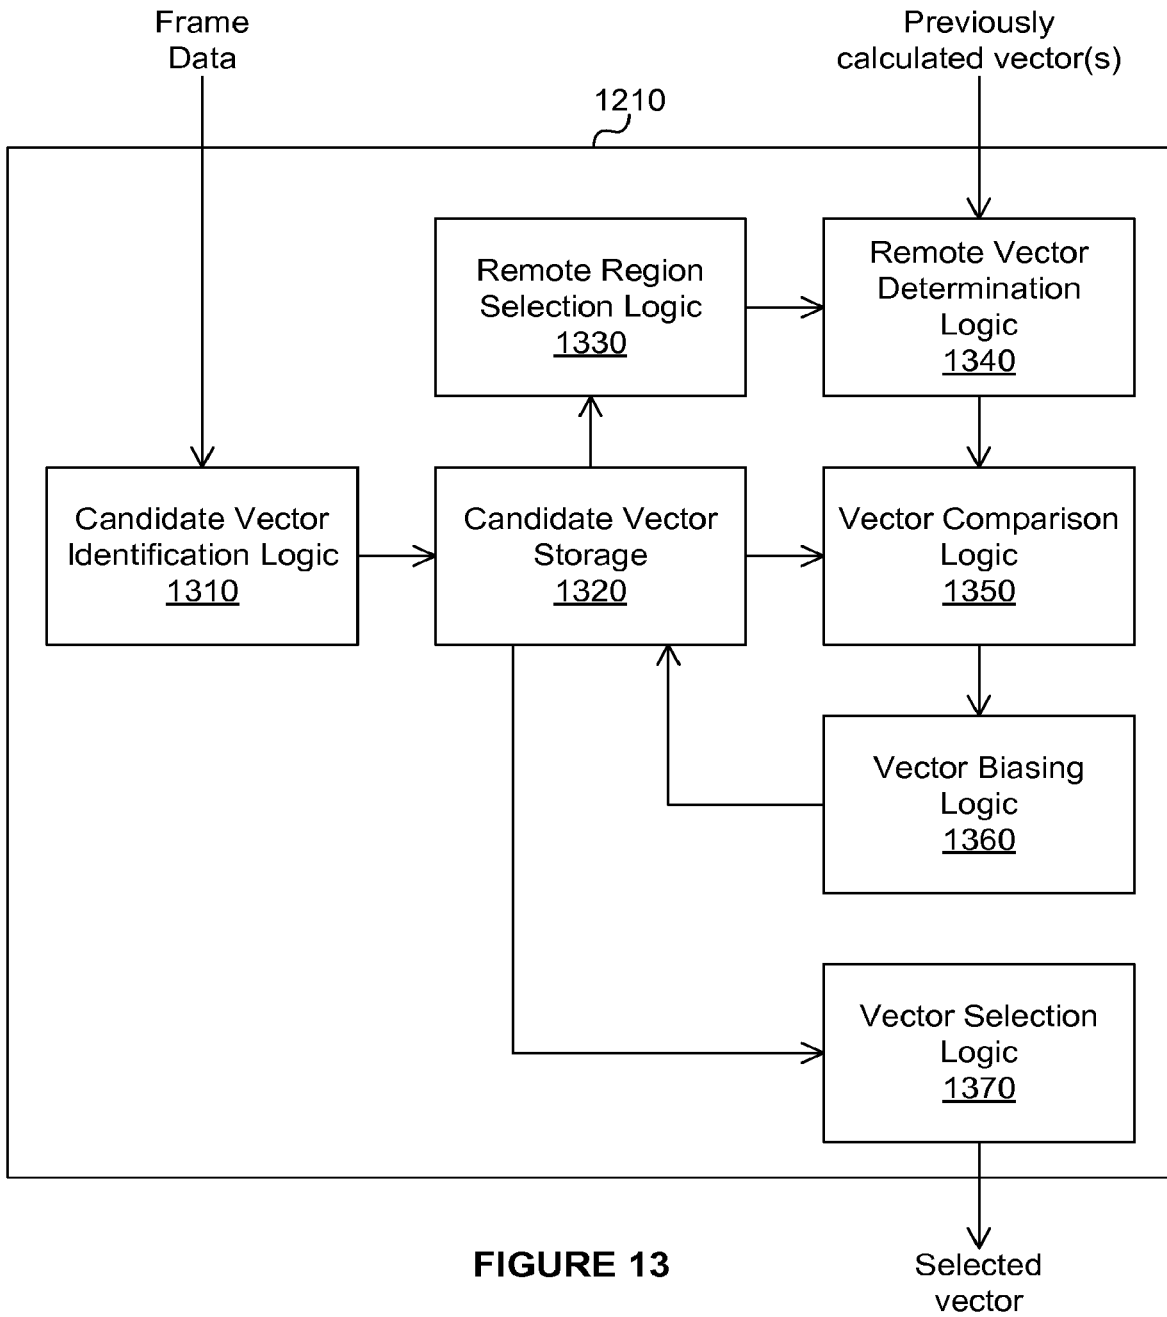 Frame
Data
Previously
calculated vector(s)
1210
Remote Region
Selection Logic
1330
Remote Vector
Determination
Logic
1340
Candidate Vector
Identification Logic
1310
Candidate Vector
Storage
1320
Vector Comparison
Logic
1350
Vector Biasing
Logic
1360
Vector Selection
Logic
1370
FIGURE 13
Selected
vector